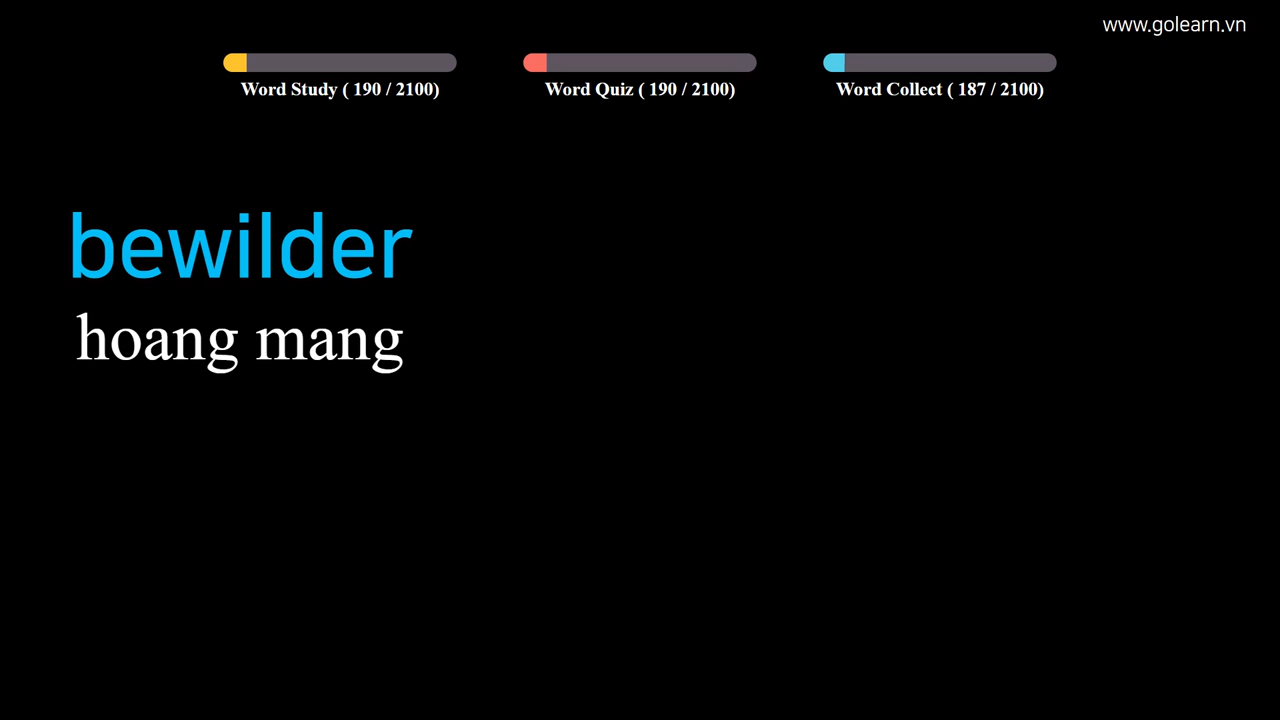 www.golearn.vn
Word Study ( 190 / 2100)
Word Quiz ( 190 / 2100)
Word Collect ( 187 / 2100)
bewilder
hoang mang